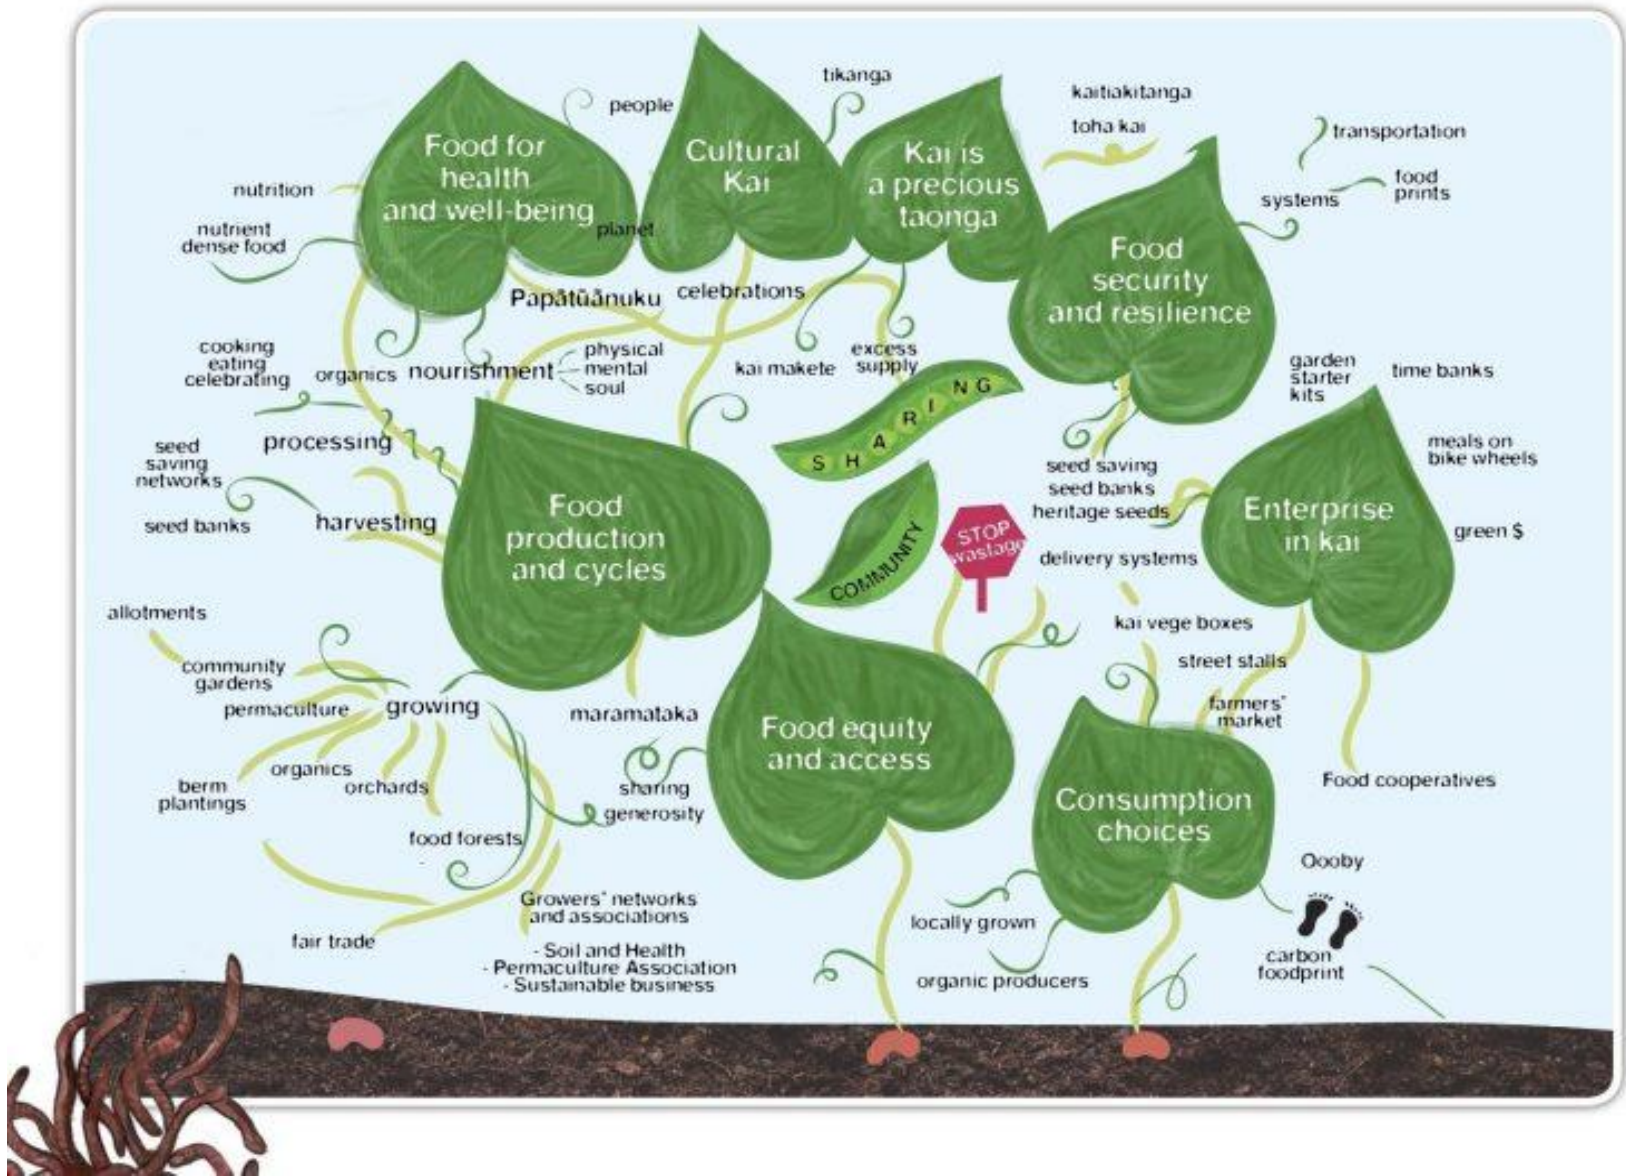 Food for
health
and well-being
people
nutrition
nutrient
dense food
planet
Papātūānuku
Cultural
Kai
tikanga
celebrations
Kai is
a precious
taonga
kaitiakitanga
toha kai
kai makete
excess
supply
Food
security
and resilience
transportation
systems
food
prints
cooking
eating
celebrating
organics
nourishment
physical
mental
soul
processing
seed
saving
networks
seed banks
harvesting
Food
production
and cycles
SHARING
COMMUNITY
STOP
wastage
seed saving
seed banks
heritage seeds
delivery systems
garden
starter
kits
time banks
meals on
bike wheels
Enterprise
in kai
green $
kai vege boxes
street stalls
farmers'
market
Food cooperatives
allotments
community
gardens
permaculture
growing
berm
plantings
organics
orchards
food forests
maramataka
sharing
generosity
Food equity
and access
Consumption
choices
fair trade
Growers' networks
and associations
- Soil and Health
- Permaculture Association
- Sustainable business
locally grown
organic producers
Oooby
carbon
foodprint